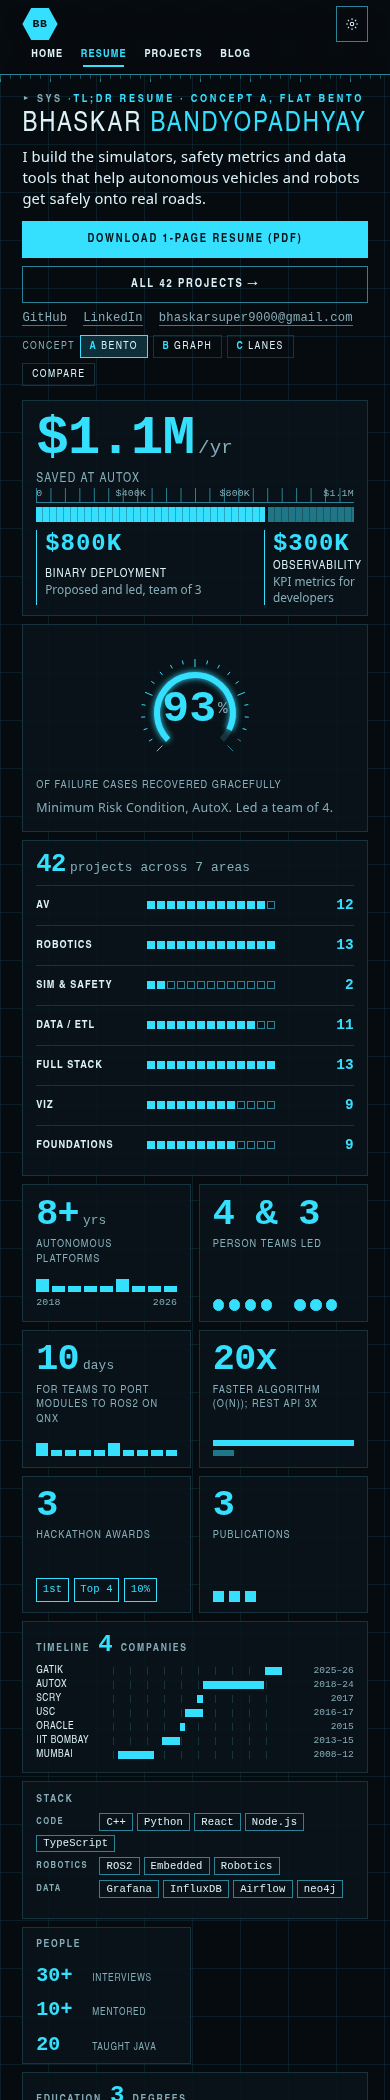 BB
HOME RESUME PROJECTS BLOG
‣ SYS ·TL;DR RESUME · CONCEPT A, FLAT BENTO
BHASKAR BANDYOPADHYAY
I build the simulators, safety metrics and data
tools that help autonomous vehicles and robots
get safely onto real roads.
DOWNLOAD 1-PAGE RESUME (PDF)
ALL 42 PROJECTS →
GitHub LinkedIn bhaskarsuper9000@gmail.com
CONCEPT A BENTO B GRAPH C LANES
COMPARE
$1.1M /yr
SAVED AT AUTOX
0 $400K $800K $1.1M
$800K
BINARY DEPLOYMENT
Proposed and led, team of 3
$300K
OBSERVABILITY
KPI metrics for
developers
93%
OF FAILURE CASES RECOVERED GRACEFULLY
Minimum Risk Condition, AutoX. Led a team of 4.
42 projects across 7 areas
AV 12
ROBOTICS 13
SIM & SAFETY 2
DATA / ETL 11
FULL STACK 13
VIZ 9
FOUNDATIONS 9
8+ yrs
AUTONOMOUS
PLATFORMS
2018 2026
4 & 3
PERSON TEAMS LED
10 days
FOR TEAMS TO PORT
MODULES TO ROS2 ON
QNX
20x
FASTER ALGORITHM
(O(N)); REST API 3X
3
HACKATHON AWARDS
1st Top 4 10%
3
PUBLICATIONS
TIMELINE 4 COMPANIES
GATIK 2025–26
AUTOX 2018–24
SCRY 2017
USC 2016–17
ORACLE 2015
IIT BOMBAY 2013–15
MUMBAI 2008–12
STACK
CODE C++ Python React Node.js
TypeScript
ROBOTICS ROS2 Embedded Robotics
DATA Grafana InfluxDB Airflow neo4j
PEOPLE
30+ INTERVIEWS
10+ MENTORED
20 TAUGHT JAVA
EDUCATION 3 DEGREES